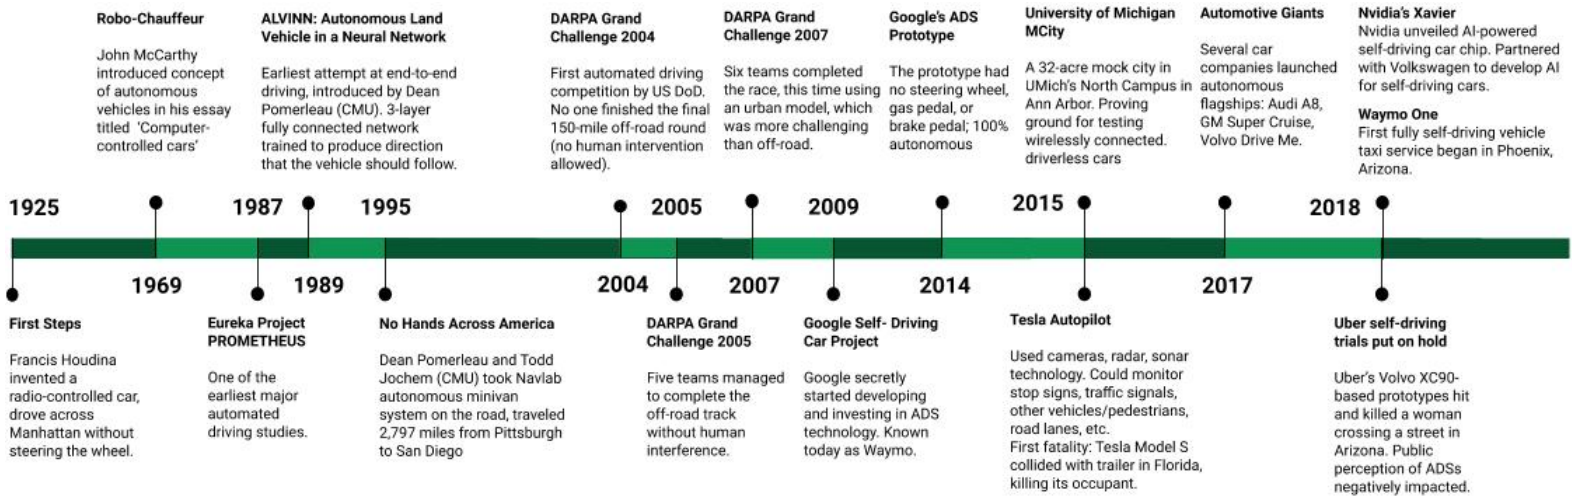 Robo-Chauffeur
John McCarthy
introduced concept
of autonomous
vehicles in his essay
titled 'Computer-
controlled cars'
ALVINN: Autonomous Land
Vehicle in a Neural Network
Earliest attempt at end-to-end
driving, introduced by Dean
Pomerleau (CMU). 3-layer
fully connected network
trained to produce direction
that the vehicle should follow.
DARPA Grand
Challenge 2004
First automated driving
competition by US DoD.
No one finished the final
150-mile off-road round
(no human intervention
allowed).
DARPA Grand
Challenge 2007
Six teams completed
the race, this time using
an urban model, which
was more challenging
than off-road.
Google's ADS
Prototype
The prototype had
no steering wheel,
gas pedal, or
brake pedal; 100%
autonomous
University of Michigan
MCity
A 32-acre mock city in
UMich's North Campus in
Ann Arbor. Proving
ground for testing
wirelessly connected.
driverless cars
Automotive Giants
Several car
companies launched
autonomous
flagships: Audi A8,
GM Super Cruise,
Volvo Drive Me.
Nvidia's Xavier
Nvidia unveiled AI-powered
self-driving car chip. Partnered
with Volkswagen to develop AI
for self-driving cars.
Waymo One
First fully self-driving vehicle
taxi service began in Phoenix,
Arizona.
1925
1987
1995
2005
2009
2015
2018
1969
1989
2004
2007
2014
2017
First Steps
Francis Houdina
invented a
radio-controlled car,
drove across
Manhattan without
steering the wheel.
Eureka Project
PROMETHEUS
One of the
earliest major
automated
driving studies.
No Hands Across America
Dean Pomerleau and Todd
Jochem (CMU) took Navlab
autonomous minivan
system on the road, traveled
2,797 miles from Pittsburgh
to San Diego
DARPA Grand
Challenge 2005
Five teams managed
to complete the
off-road track
without human
interference.
Google Self- Driving
Car Project
Google secretly
started developing
and investing in ADS
technology. Known
today as Waymo.
Tesla Autopilot
Used cameras, radar, sonar
technology. Could monitor
stop signs, traffic signals,
other vehicles/pedestrians,
road lanes, etc.
First fatality: Tesla Model S
collided with trailer in Florida,
killing its occupant.
Uber self-driving
trials put on hold
Uber's Volvo XC90-
based prototypes hit
and killed a woman
crossing a street in
Arizona. Public
perception of ADSs
negatively impacted.